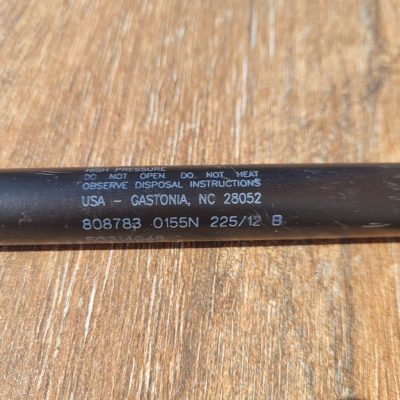 HIGH PRESSURE
DO NOT OPEN DO NOT HEAT
OBSERVE DISPOSAL INSTRUCTIONS
USA - GASTONIA, NC 28052
808783 0155N 225/12 B